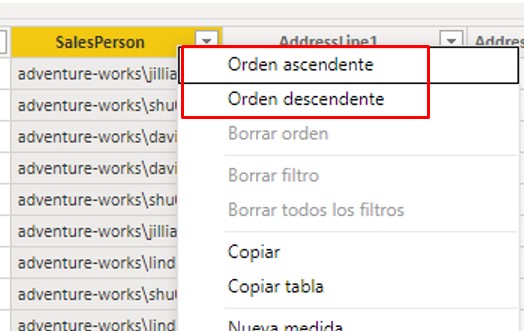 SalesPerson AddressLine1 Addres
adventure-works\jillia
adventure-works\shu
adventure-works\davi
adventure-works\davi
adventure-works\shu
adventure-works\jillia
adventure-works\lind
adventure-works\shu
adventure-works\lind
Orden ascendente
Orden descendente
Borrar orden
Borrar filtro
Borrar todos los filtros
Copiar
Copiar tabla
Nueva medida